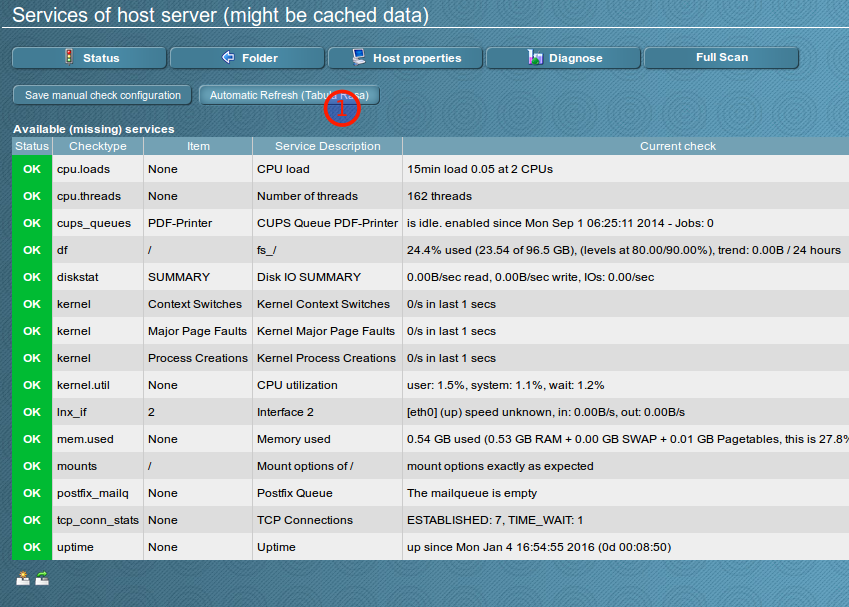 Services of host server (might be cached data)
Status Folder Host properties Diagnose Full Scan
Save manual check configuration Automatic Refresh (Tabula Rasa)
1
Available (missing) services
Status Checktype Item Service Description Current check
OK cpu.loads None CPU load 15min load 0.05 at 2 CPUs
OK cpu.threads None Number of threads 162 threads
OK cups_queues PDF-Printer CUPS Queue PDF-Printer is idle. enabled since Mon Sep 1 06:25:11 2014 - Jobs: 0
OK df / fs_/ 24.4% used (23.54 of 96.5 GB), (levels at 80.00/90.00%), trend: 0.00B / 24 hours
OK diskstat SUMMARY Disk IO SUMMARY 0.00B/sec read, 0.00B/sec write, IOs: 0.00/sec
OK kernel Context Switches Kernel Context Switches 0/s in last 1 secs
OK kernel Major Page Faults Kernel Major Page Faults 0/s in last 1 secs
OK kernel Process Creations Kernel Process Creations 0/s in last 1 secs
OK kernel.util None CPU utilization user: 1.5%, system: 1.1%, wait: 1.2%
OK lnx_if 2 Interface 2 [eth0] (up) speed unknown, in: 0.00B/s, out: 0.00B/s
OK mem.used None Memory used 0.54 GB used (0.53 GB RAM + 0.00 GB SWAP + 0.01 GB Pagetables, this is 27.8%
OK mounts / Mount options of / mount options exactly as expected
OK postfix_mailq None Postfix Queue The mailqueue is empty
OK tcp_conn_stats None TCP Connections ESTABLISHED: 7, TIME_WAIT: 1
OK uptime None Uptime up since Mon Jan 4 16:54:55 2016 (0d 00:08:50)